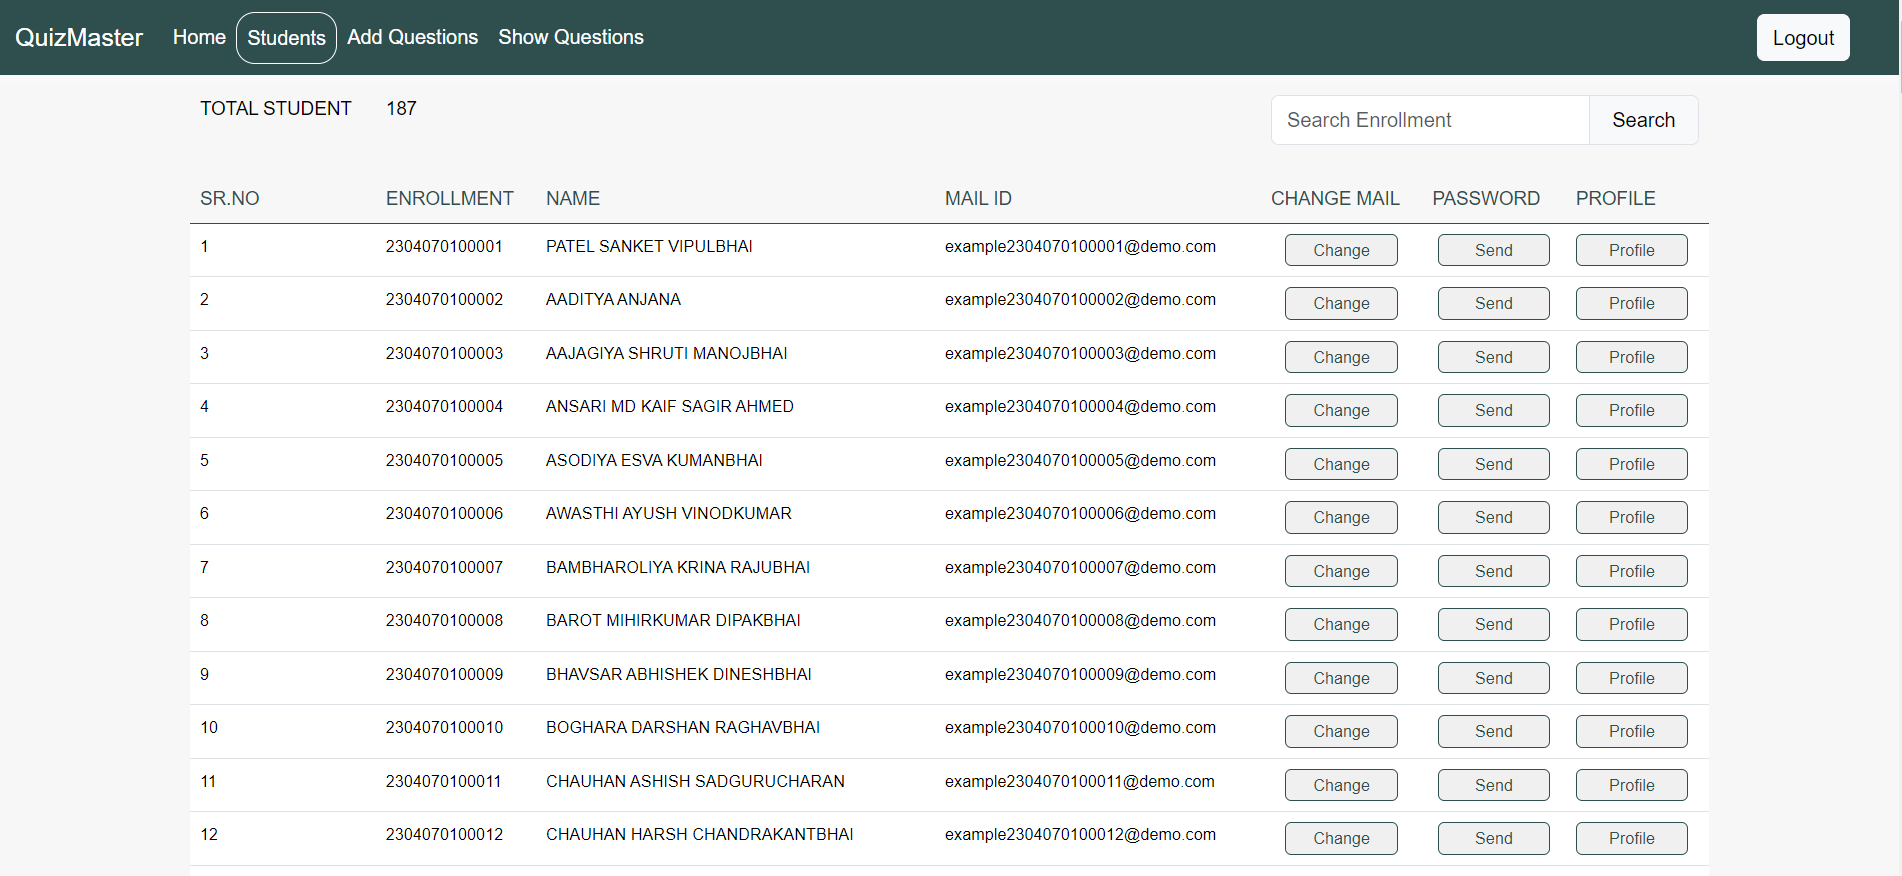 QuizMaster Home Students Add Questions Show Questions Logout
TOTAL STUDENT 187 Search Enrollment Search
SR.NO ENROLLMENT NAME MAIL ID CHANGE MAIL PASSWORD PROFILE
1 2304070100001 PATEL SANKET VIPULBHAI example2304070100001@demo.com Change Send Profile
2 2304070100002 AADITYA ANJANA example2304070100002@demo.com Change Send Profile
3 2304070100003 AAJAGIYA SHRUTI MANOJBHAI example2304070100003@demo.com Change Send Profile
4 2304070100004 ANSARI MD KAIF SAGIR AHMED example2304070100004@demo.com Change Send Profile
5 2304070100005 ASODIYA ESVA KUMANBHAI example2304070100005@demo.com Change Send Profile
6 2304070100006 AWASTHI AYUSH VINODKUMAR example2304070100006@demo.com Change Send Profile
7 2304070100007 BAMBHAROLIYA KRINA RAJUBHAI example2304070100007@demo.com Change Send Profile
8 2304070100008 BAROT MIHIRKUMAR DIPAKBHAI example2304070100008@demo.com Change Send Profile
9 2304070100009 BHAVSAR ABHISHEK DINESHBHAI example2304070100009@demo.com Change Send Profile
10 2304070100010 BOGHARA DARSHAN RAGHAVBHAI example2304070100010@demo.com Change Send Profile
11 2304070100011 CHAUHAN ASHISH SADGURUCHARAN example2304070100011@demo.com Change Send Profile
12 2304070100012 CHAUHAN HARSH CHANDRAKANTBHAI example2304070100012@demo.com Change Send Profile